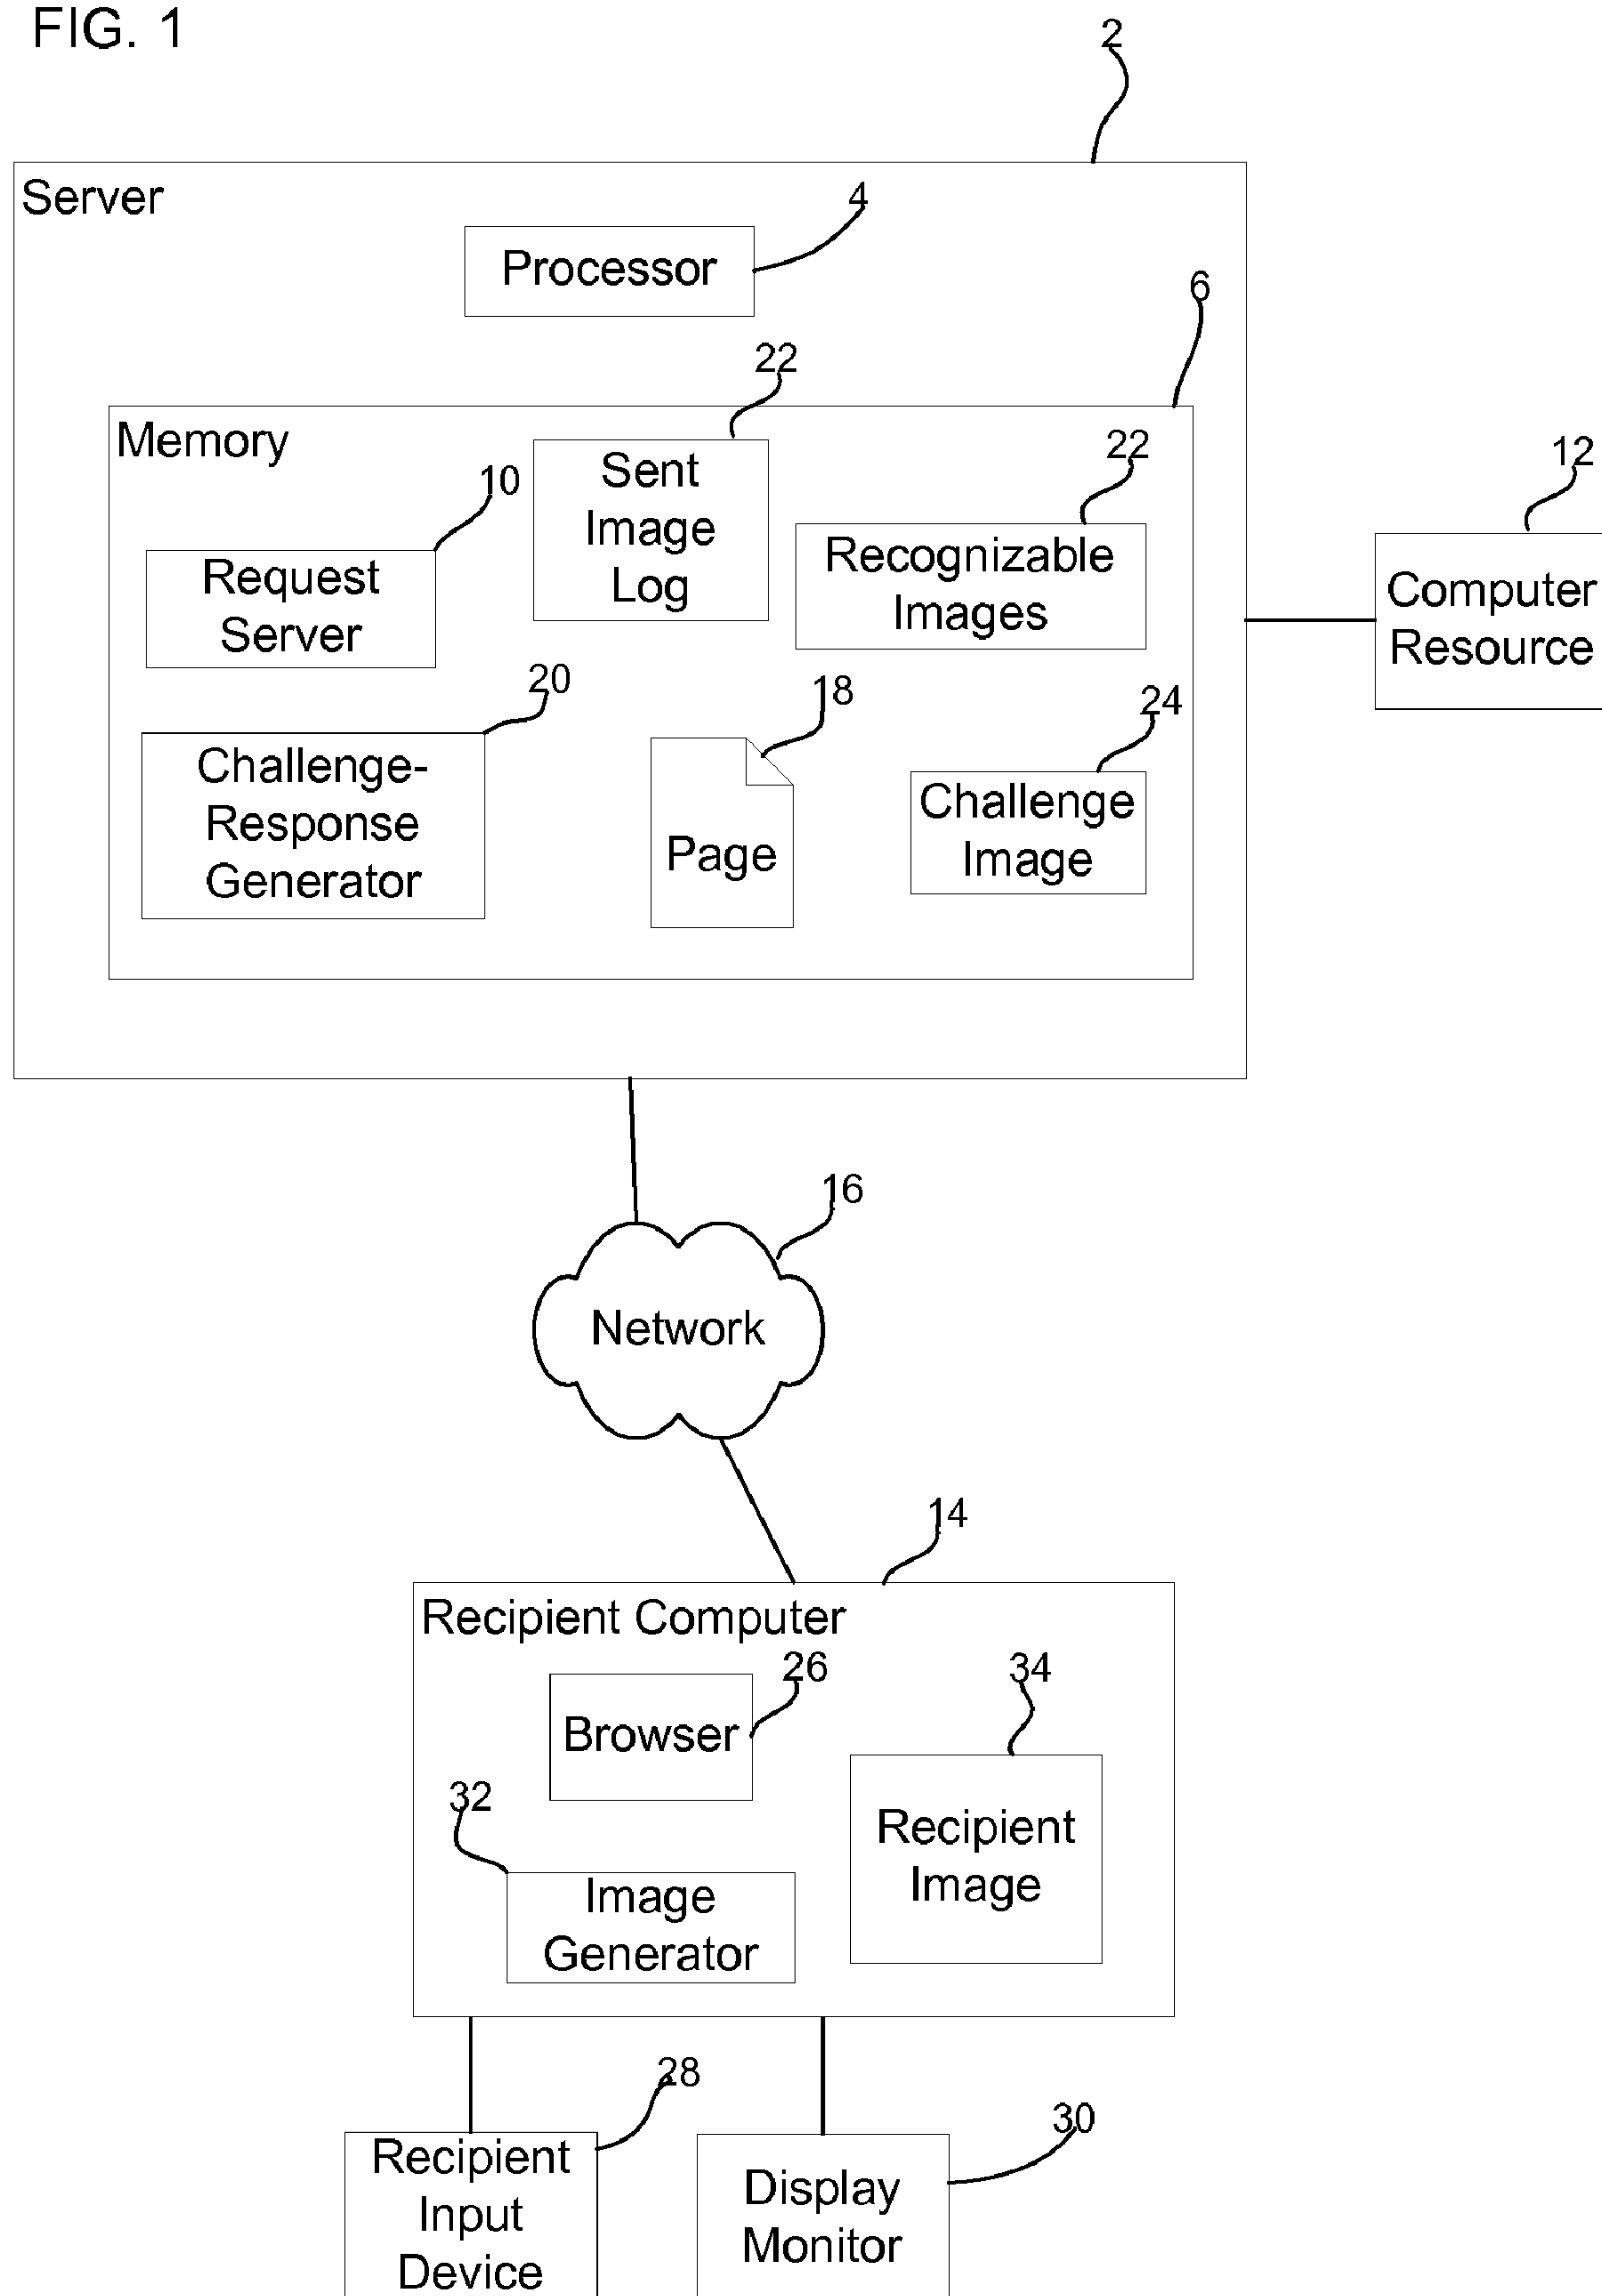 FIG. 1
2
Server
4
Processor
6
22
Memory
Sent
Image
Log
22
Recognizable
Images
10
Request
Server
12
Computer
Resource
20
Challenge-
Response
Generator
18
Page
24
Challenge
Image
16
Network
14
Recipient Computer
26
Browser
34
Recipient
Image
32
Image
Generator
28
Recipient
Input
Device
30
Display
Monitor